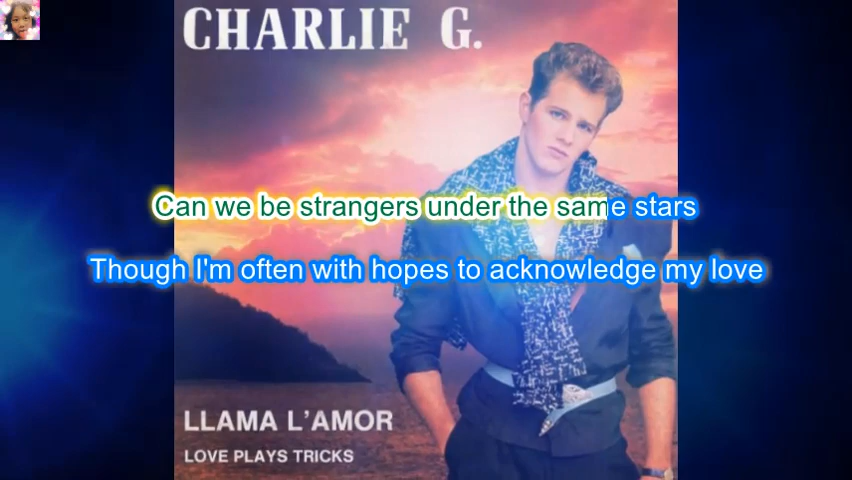 CHARLIE G.
Can we be strangers under the same stars
Though I'm often with hopes to acknowledge my love
LLAMA L'AMOR
LOVE PLAYS TRICKS